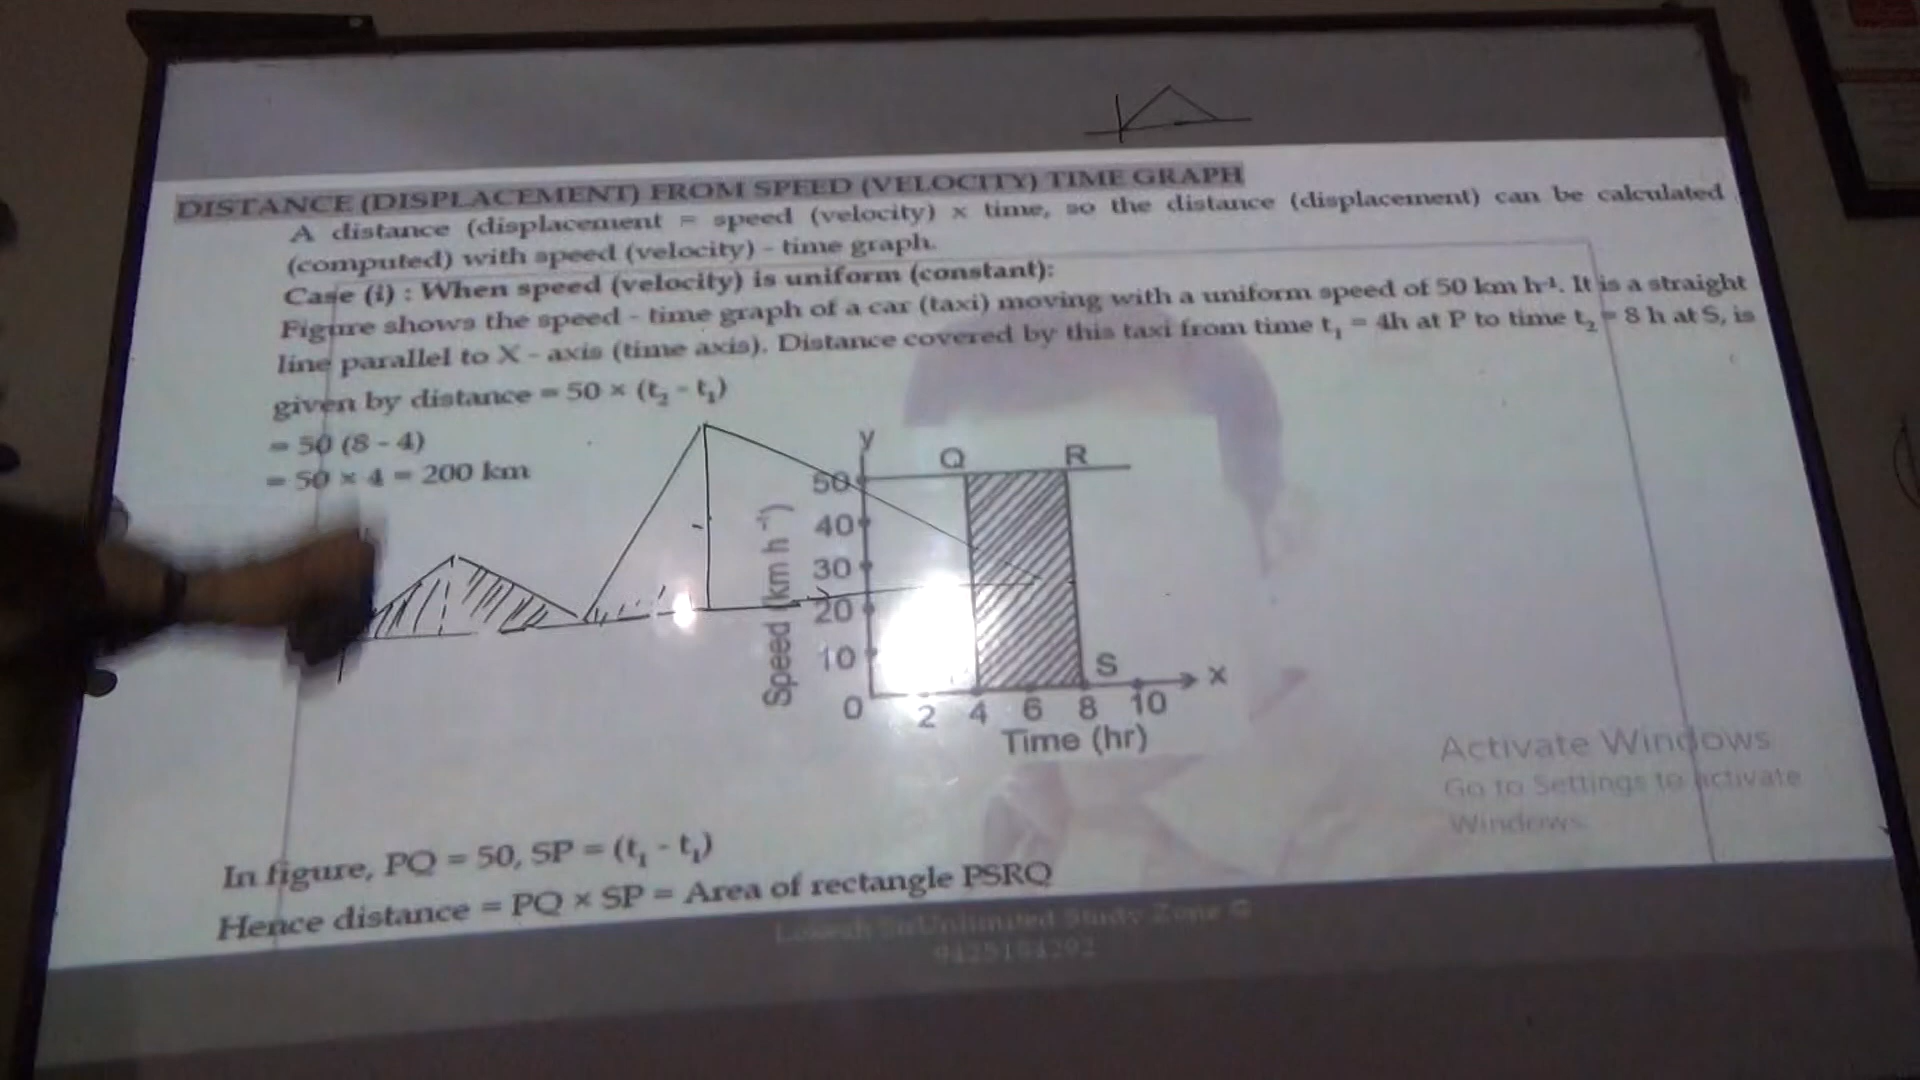 DISTANCE (DISPLACEMENT) FROM SPEED (VELOCITY) TIME GRAPH
A distance (displacement = speed (velocity) × time, so the distance (displacement) can be calculated
(computed) with speed (velocity) - time graph.
Case (i) : When speed (velocity) is uniform (constant):
Figure shows the speed - time graph of a car (taxi) moving with a uniform speed of 50 km hr⁻¹. It is a straight
line parallel to X - axis (time axis). Distance covered by this taxi from time t₁ = 4h at P to time t₂ = 8 h at S, is
given by distance = 50 × (t₂ - t₁)
= 50 (8 - 4)
= 50 × 4 = 200 km
y
Q R
50
40
30
20
10
0
Speed (km h⁻¹)
S
x
2 4 6 8 10
Time (hr)
Activate Windows
Go to Settings to activate
Windows.
In figure, PQ = 50, SP = (t₁ - t₁)
Hence distance = PQ × SP = Area of rectangle PSRQ
Unlimited Study Zone